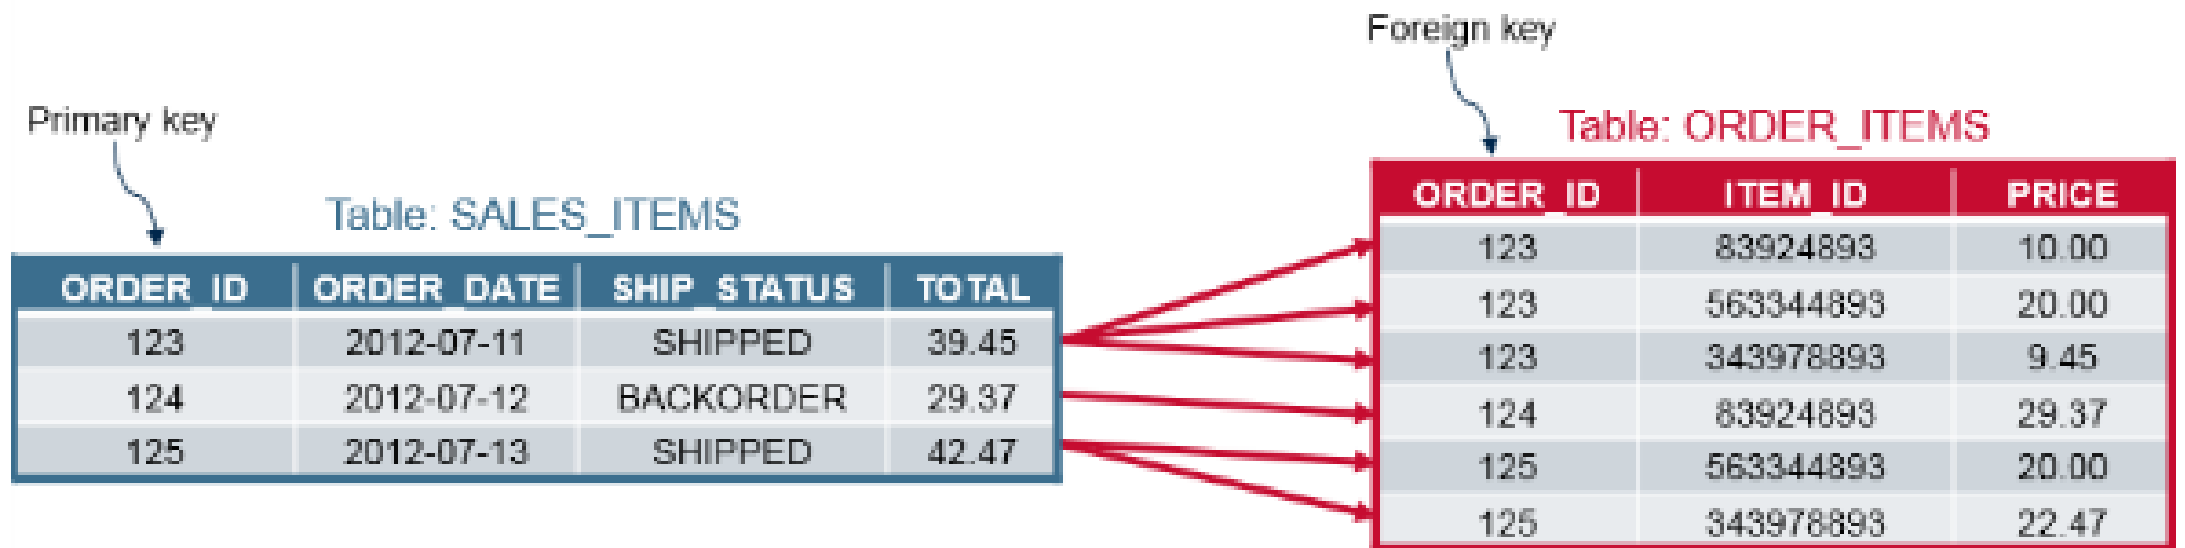 Foreign key
Primary key
Table: ORDER_ITEMS
Table: SALES_ITEMS
ORDER_ID ITEM_ID PRICE
123 83924893 10.00
123 563344893 20.00
123 343978893 9.45
124 83924893 29.37
125 563344893 20.00
125 343978893 22.47
ORDER_ID ORDER_DATE SHIP_STATUS TOTAL
123 2012-07-11 SHIPPED 39.45
124 2012-07-12 BACKORDER 29.37
125 2012-07-13 SHIPPED 42.47